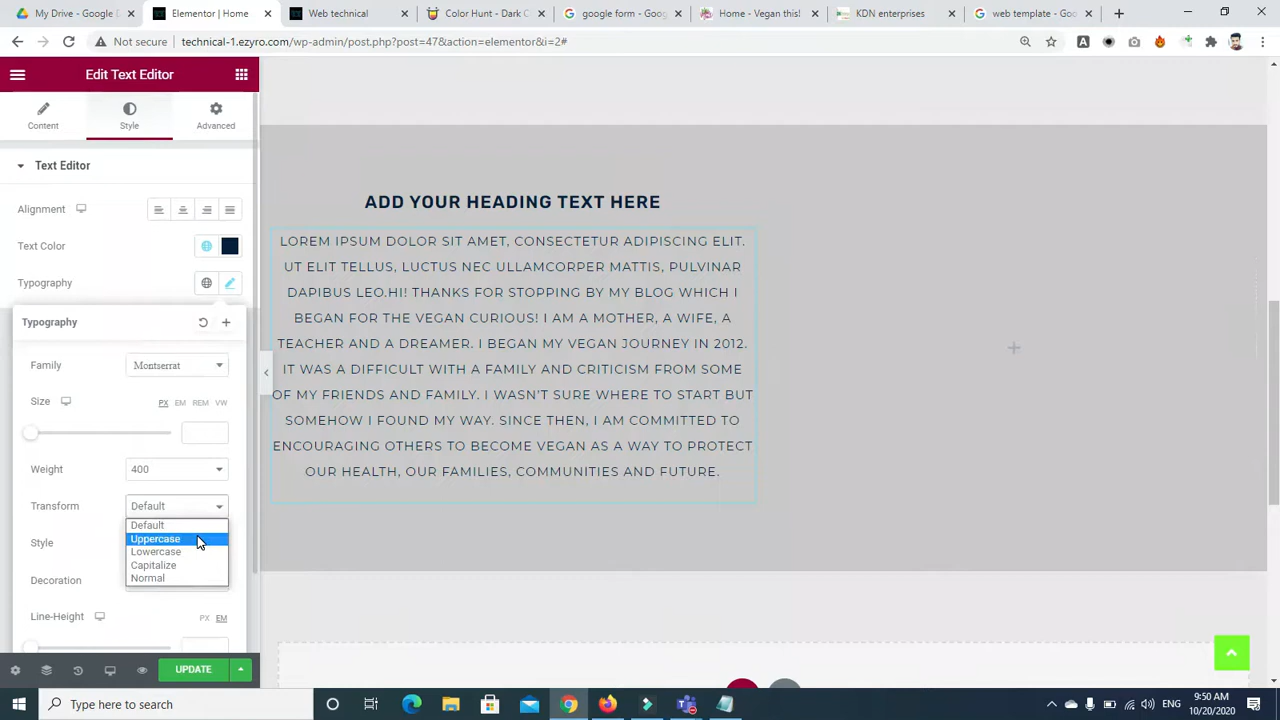 My Drive - Google D
Elementor | Home
Web technical
Color Hunt - Dark C
google form - Goog
Home - Vegan this!
CDN enterprises
web template - Goo
Not secure
technical-1.ezyro.com/wp-admin/post.php?post=47&action=elementor&i=2#
Edit Text Editor
Content
Style
Advanced
Text Editor
Alignment
Text Color
Typography
Typography
Family
Montserrat
Size
PX EM REM VW
Weight
400
Transform
Default
Default
Uppercase
Lowercase
Capitalize
Normal
Style
Decoration
Line-Height
PX EM
UPDATE
ADD YOUR HEADING TEXT HERE
LOREM IPSUM DOLOR SIT AMET, CONSECTETUR ADIPISCING ELIT.
UT ELIT TELLUS, LUCTUS NEC ULLAMCORPER MATTIS, PULVINAR
DAPIBUS LEO.HI! THANKS FOR STOPPING BY MY BLOG WHICH I
BEGAN FOR THE VEGAN CURIOUS! I AM A MOTHER, A WIFE, A
TEACHER AND A DREAMER. I BEGAN MY VEGAN JOURNEY IN 2012.
IT WAS A DIFFICULT WITH A FAMILY AND CRITICISM FROM SOME
OF MY FRIENDS AND FAMILY. I WASN'T SURE WHERE TO START BUT
SOMEHOW I FOUND MY WAY. SINCE THEN, I AM COMMITTED TO
ENCOURAGING OTHERS TO BECOME VEGAN AS A WAY TO PROTECT
OUR HEALTH, OUR FAMILIES, COMMUNITIES AND FUTURE.
Type here to search
ENG
9:50 AM
10/20/2020